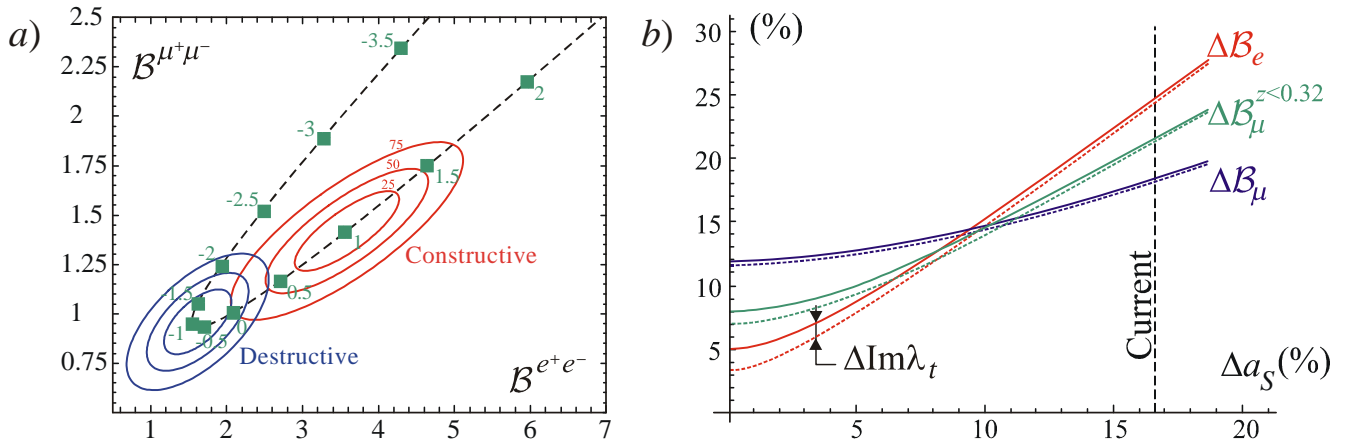 a)
2.5
2.25
2
1.75
1.5
1.25
1
0.75
ℬ^{μ⁺μ⁻}
-3.5
-3
-2.5
-2
-1.5
-1
-0.5
0
0.5
1
1.5
2
75
50
25
Constructive
Destructive
ℬ^{e⁺e⁻}
1 2 3 4 5 6 7
b)
(%)
30
25
20
15
10
5
Δℬ_e
Δℬ_μ^{z<0.32}
Δℬ_μ
Current
ΔImλ_t
Δa_S(%)
5 10 15 20